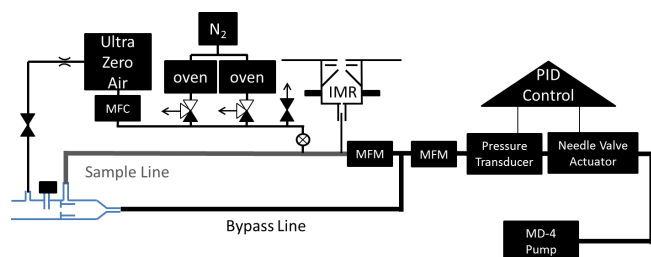 N2
Ultra
Zero
Air
oven
oven
MFC
IMR
PID
Control
MFM
MFM
Pressure
Transducer
Needle Valve
Actuator
Sample Line
Bypass Line
MD-4
Pump